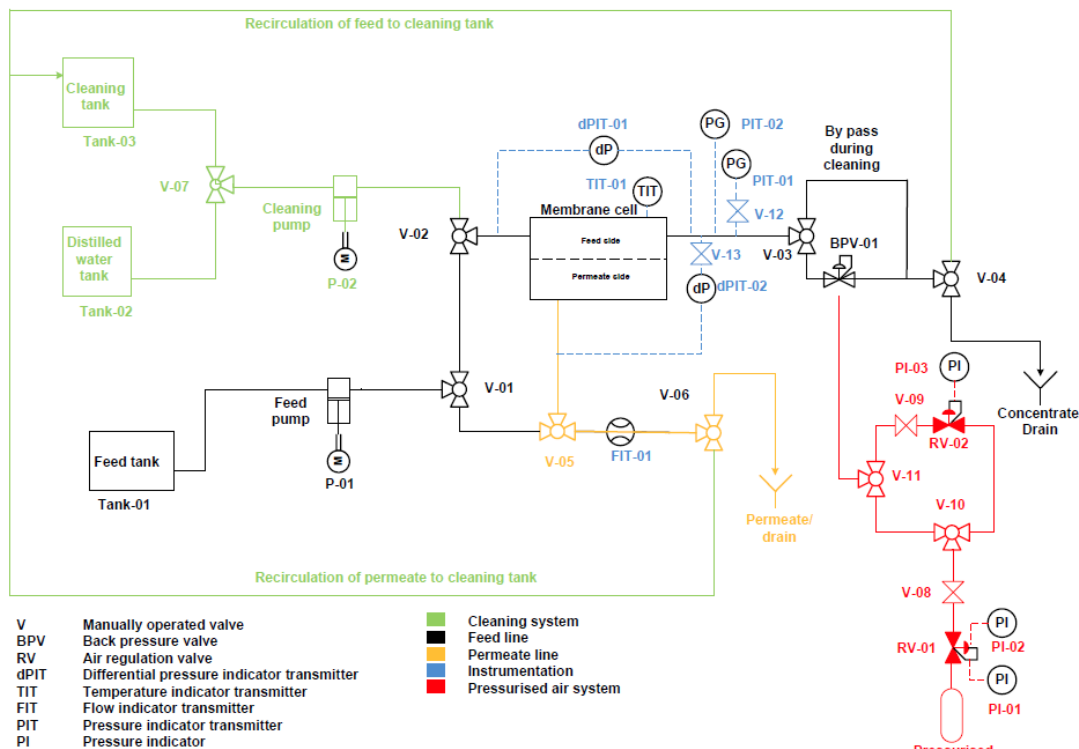 Recirculation of feed to cleaning tank
Cleaning
tank
Tank-03
V-07
Cleaning
pump
M
P-02
Distilled
water
tank
Tank-02
dPIT-01
dP
PG
PIT-02
PG
PIT-01
TIT-01
TIT
V-12
Membrane cell
Feed side
Permeate side
V-02
V-13
dP
dPIT-02
By pass
during
cleaning
V-03
BPV-01
V-04
Feed
pump
M
P-01
V-01
Feed tank
Tank-01
V-05
FIT-01
V-06
Permeate/
drain
Concentrate
Drain
PI-03
PI
V-09
RV-02
V-11
V-10
V-08
RV-01
PI
PI-02
PI
PI-01
Pressurised
Recirculation of permeate to cleaning tank
V Manually operated valve
BPV Back pressure valve
RV Air regulation valve
dPIT Differential pressure indicator transmitter
TIT Temperature indicator transmitter
FIT Flow indicator transmitter
PIT Pressure indicator transmitter
PI Pressure indicator
Cleaning system
Feed line
Permeate line
Instrumentation
Pressurised air system